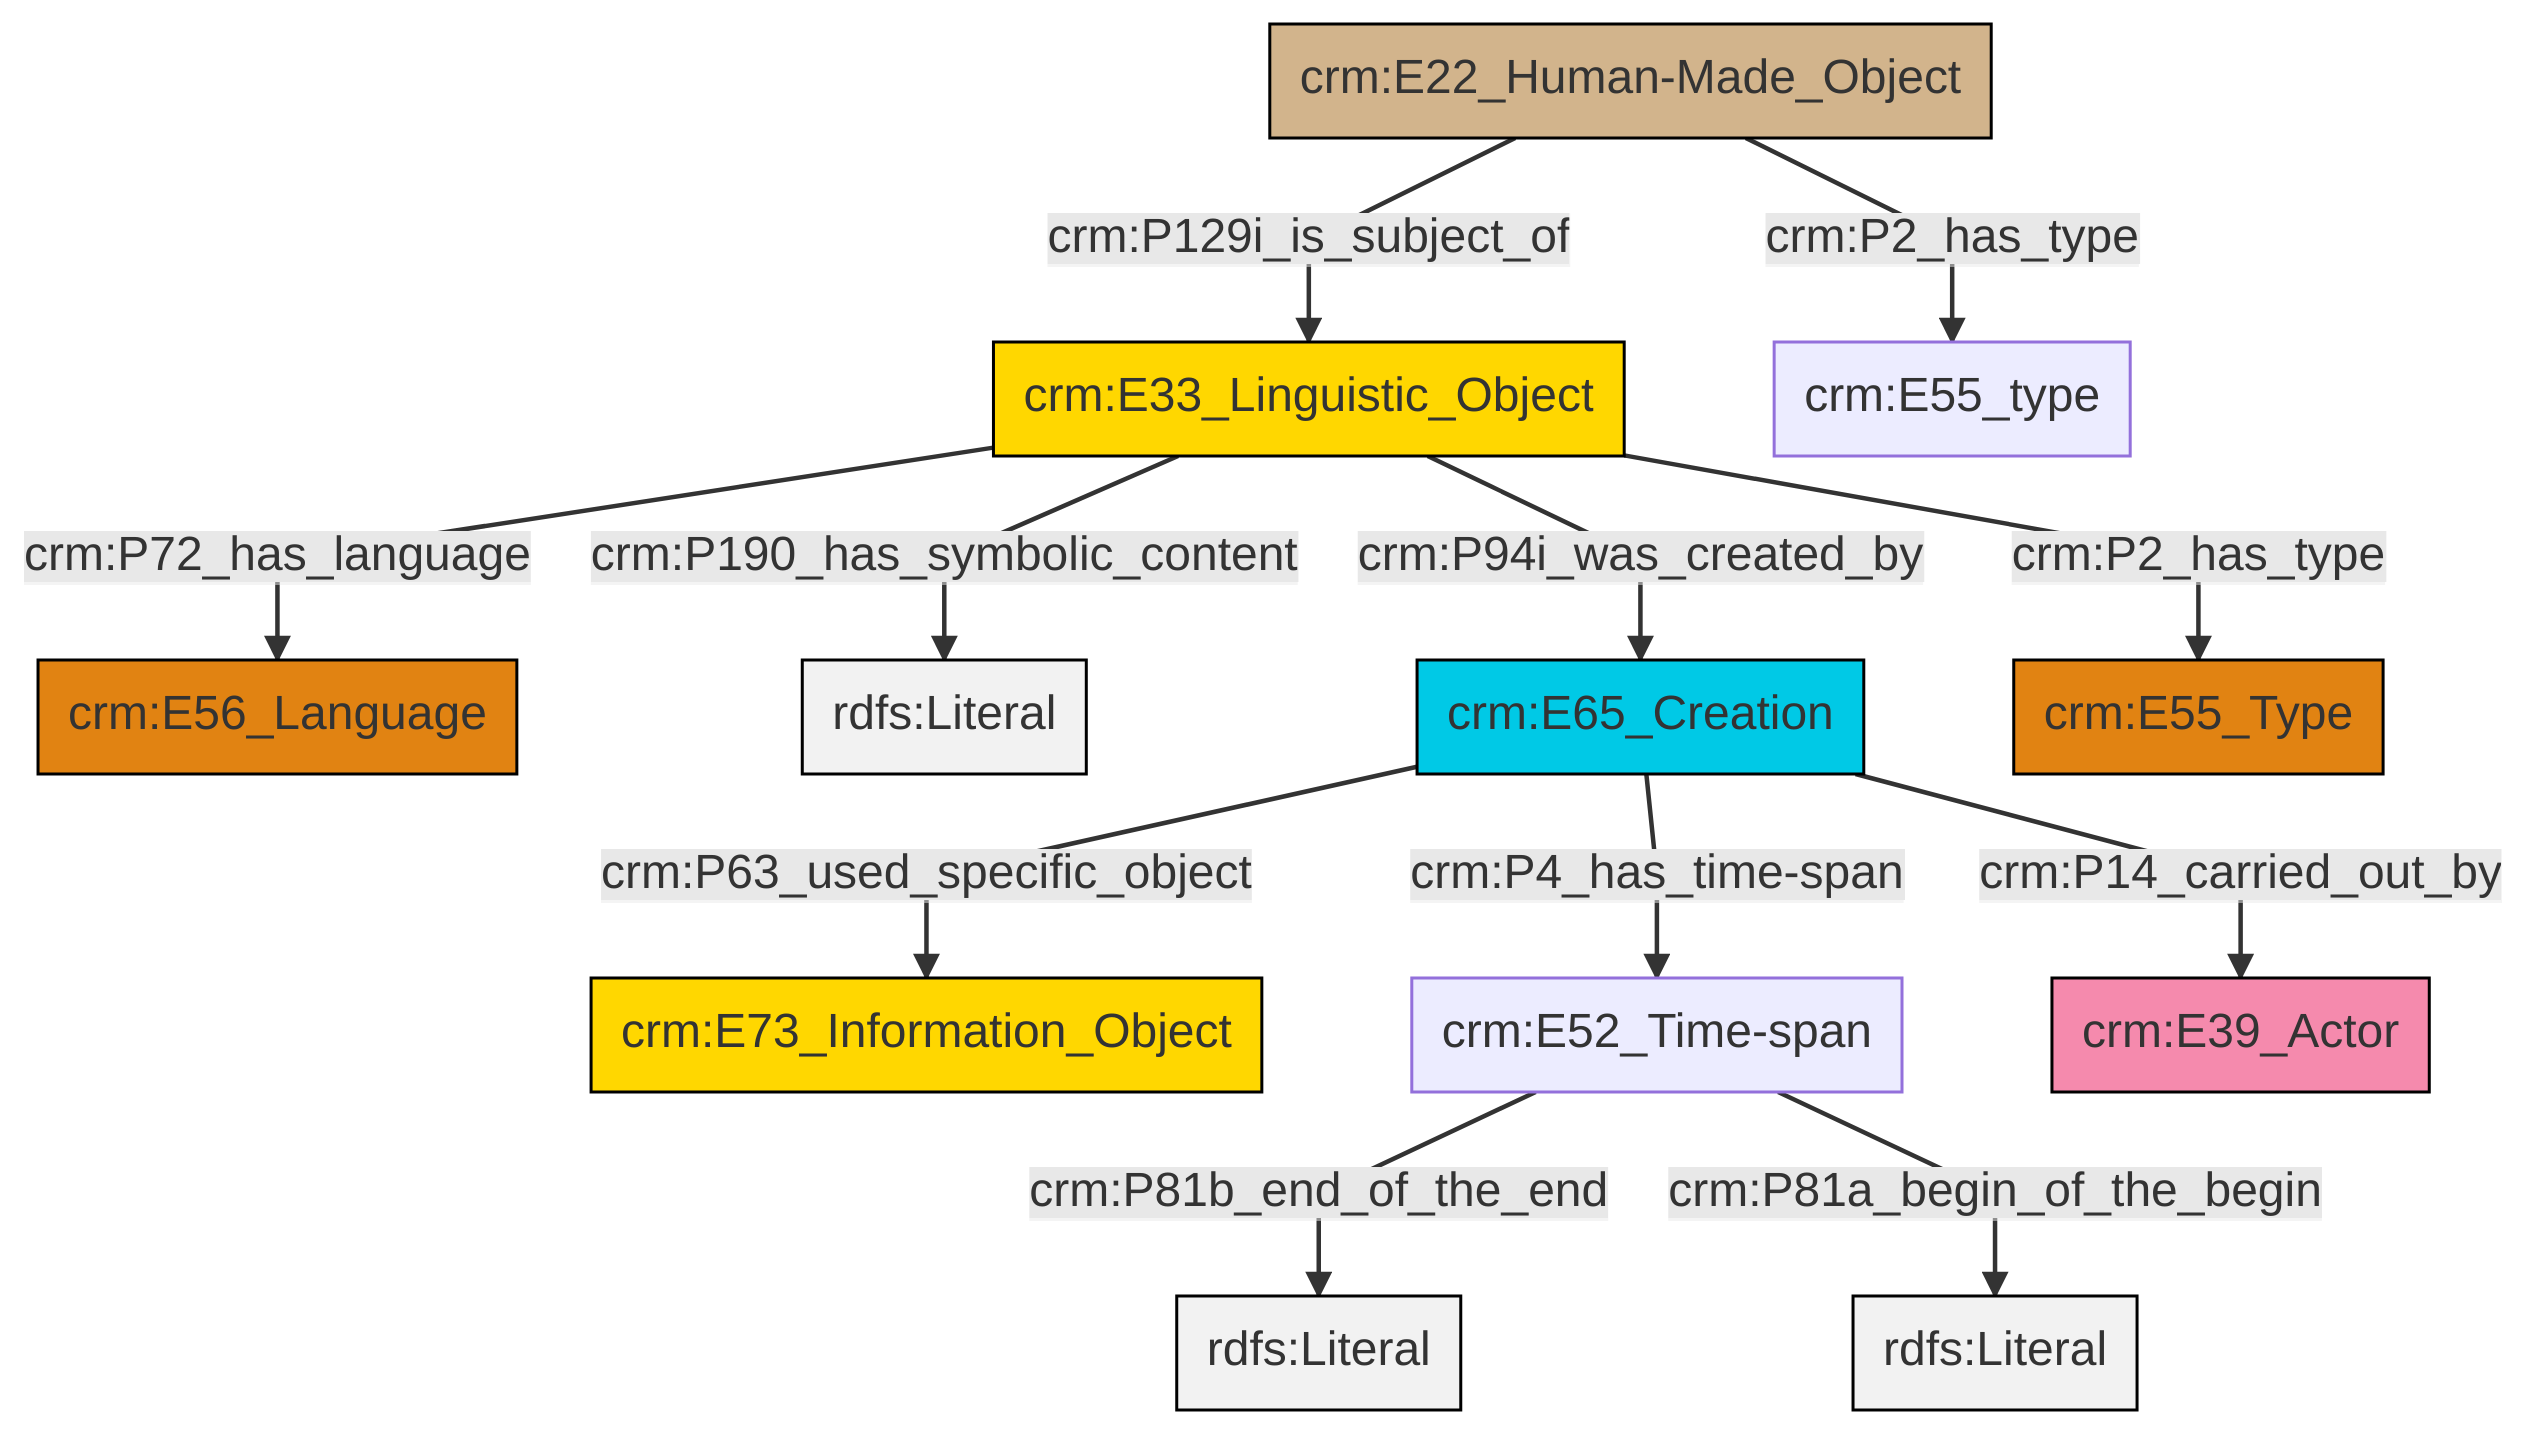 crm:E22_Human-Made_Object
crm:P129i_is_subject_of
crm:P2_has_type
crm:E33_Linguistic_Object
crm:E55_type
crm:P72_has_language
crm:P190_has_symbolic_content
crm:P94i_was_created_by
crm:P2_has_type
crm:E56_Language
rdfs:Literal
crm:E65_Creation
crm:E55_Type
crm:P63_used_specific_object
crm:P4_has_time-span
crm:P14_carried_out_by
crm:E73_Information_Object
crm:E52_Time-span
crm:E39_Actor
crm:P81b_end_of_the_end
crm:P81a_begin_of_the_begin
rdfs:Literal
rdfs:Literal